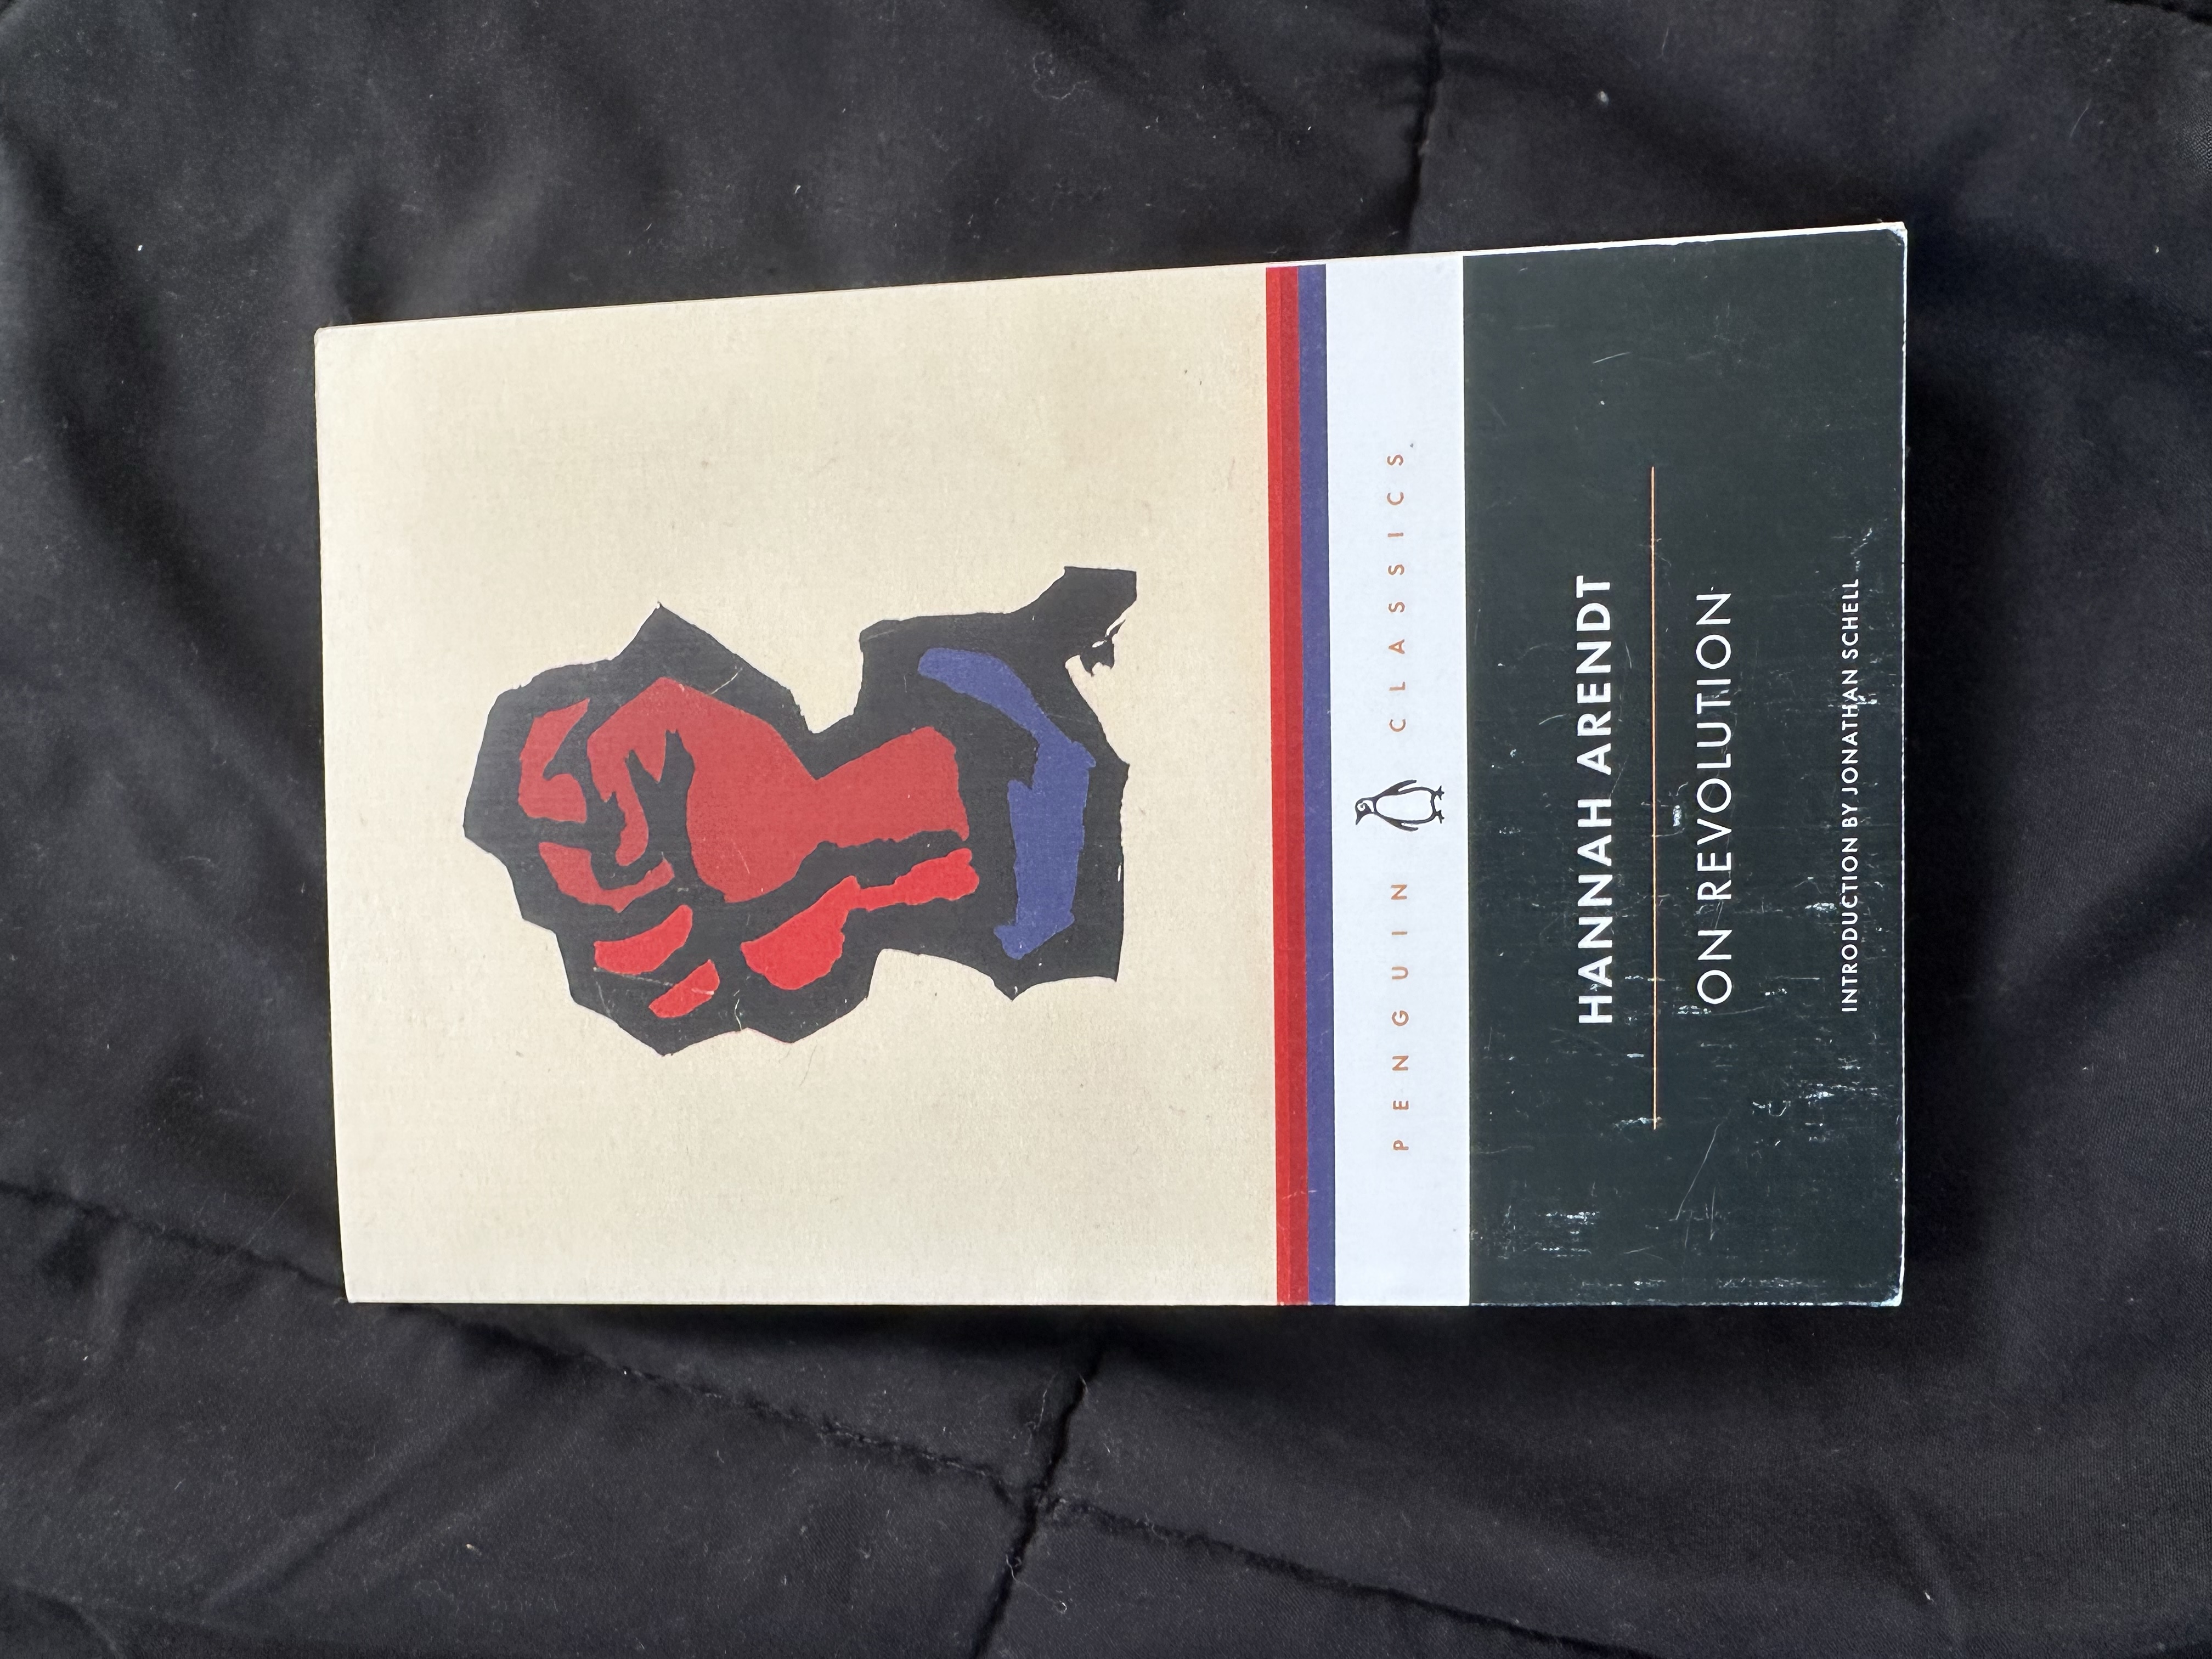 PENGUIN CLASSICS
HANNAH ARENDT
ON REVOLUTION
INTRODUCTION BY JONATHAN SCHELL